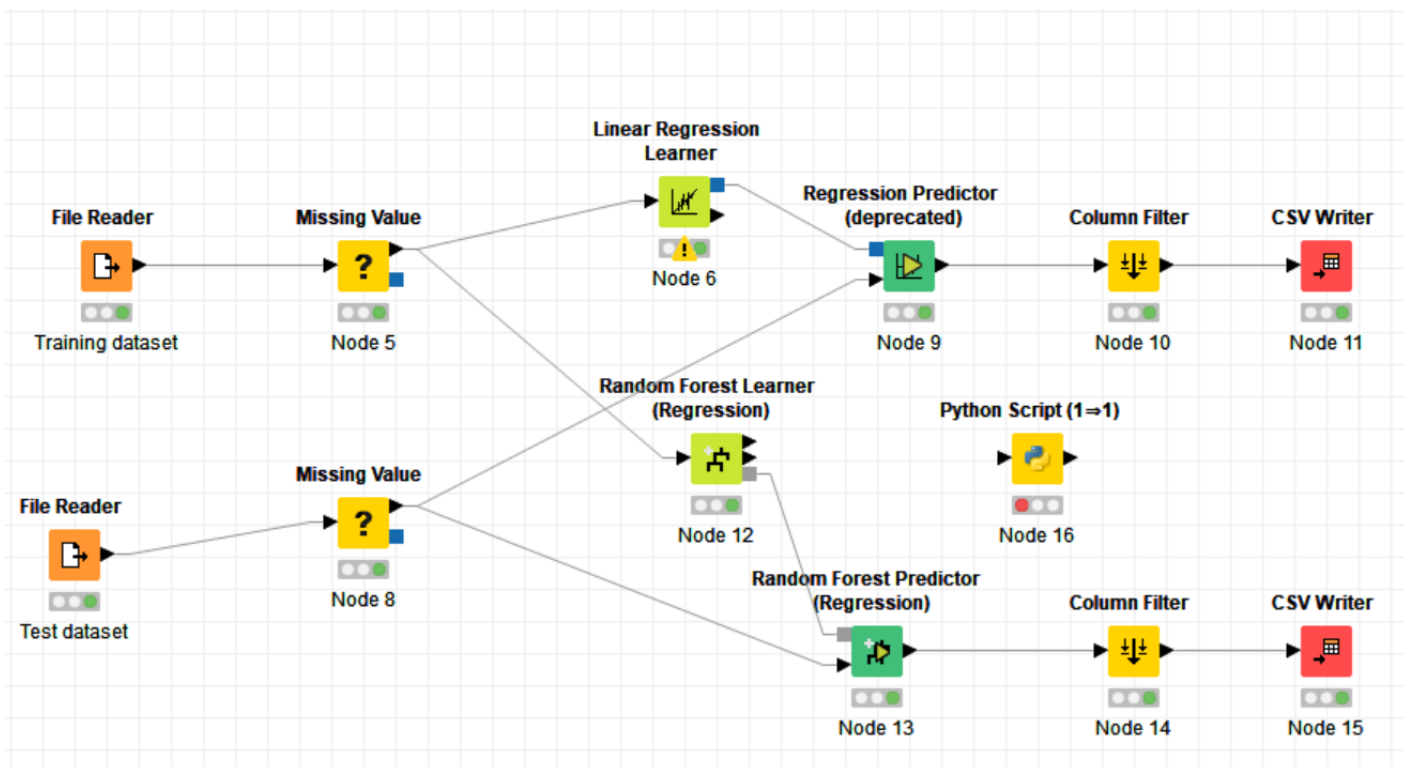 Linear Regression
Learner
Regression Predictor
(deprecated)
File Reader
Missing Value
Column Filter
CSV Writer
Node 6
Training dataset
Node 5
Node 9
Node 10
Node 11
Random Forest Learner
(Regression)
Python Script (1⇒1)
Missing Value
File Reader
Node 12
Node 16
Random Forest Predictor
(Regression)
Column Filter
CSV Writer
Node 8
Test dataset
Node 13
Node 14
Node 15